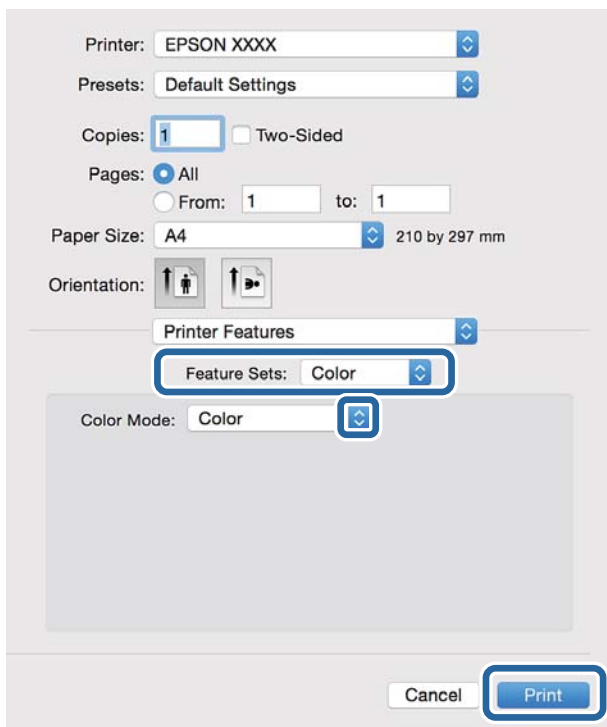 Printer: EPSON XXXX
Presets: Default Settings
Copies: 1 Two-Sided
Pages: All
From: 1 to: 1
Paper Size: A4 210 by 297 mm
Orientation:
Printer Features
Feature Sets: Color
Color Mode: Color
Cancel Print